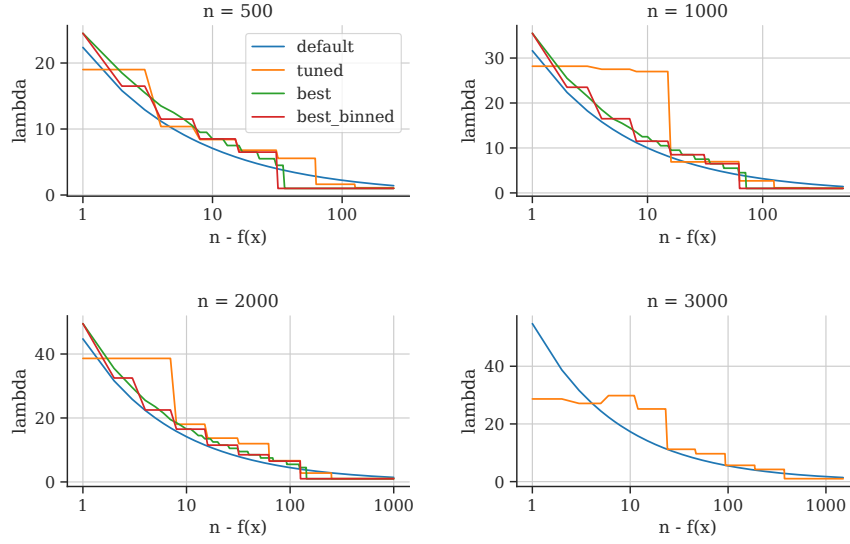 n = 500
n = 1000
default
tuned
best
best_binned
lambda
20
10
0
1
10
100
n - f(x)
lambda
30
20
10
0
1
10
100
n - f(x)
n = 2000
n = 3000
lambda
40
20
0
1
10
100
1000
n - f(x)
lambda
40
20
0
1
10
100
1000
n - f(x)